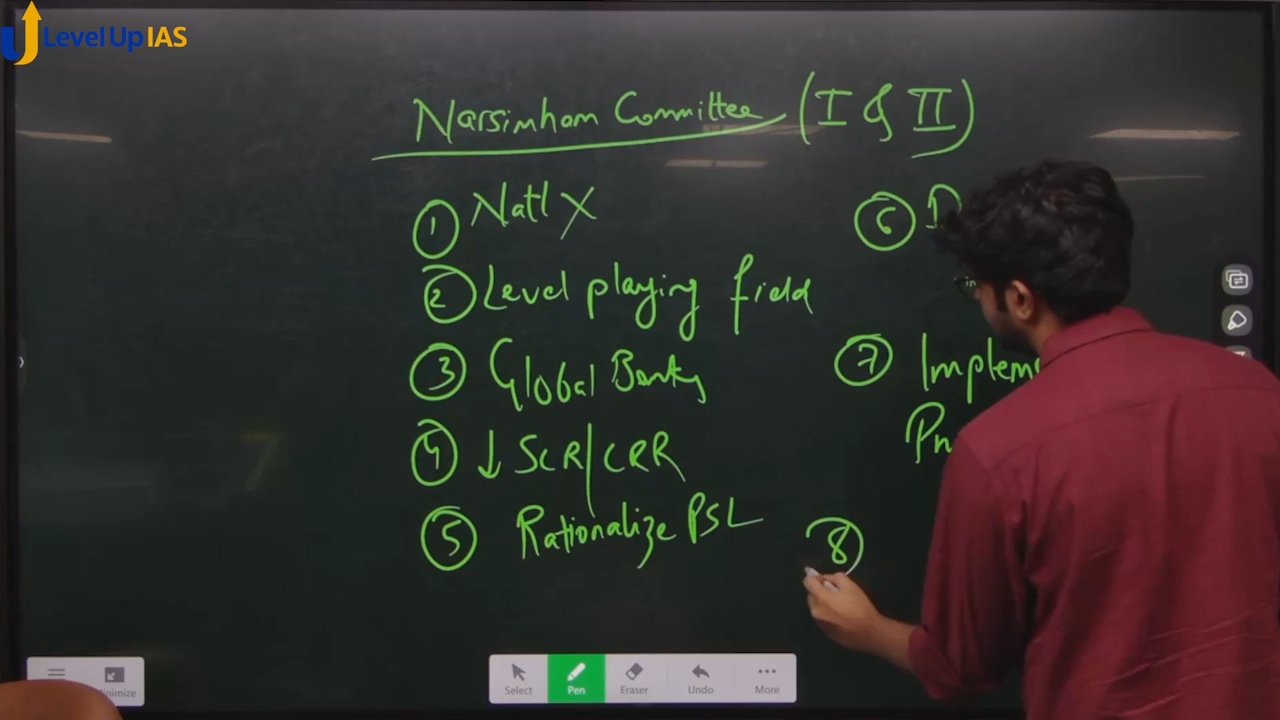 Level Up IAS
Narsimham Committee (I & II)
① Natl X
② Level playing field
③ Global Banks
④ ↓ SCR/CRR
⑤ Rationalize PSL
⑥ D
⑦ Implem
⑧
Select
Pen
Eraser
Undo
More